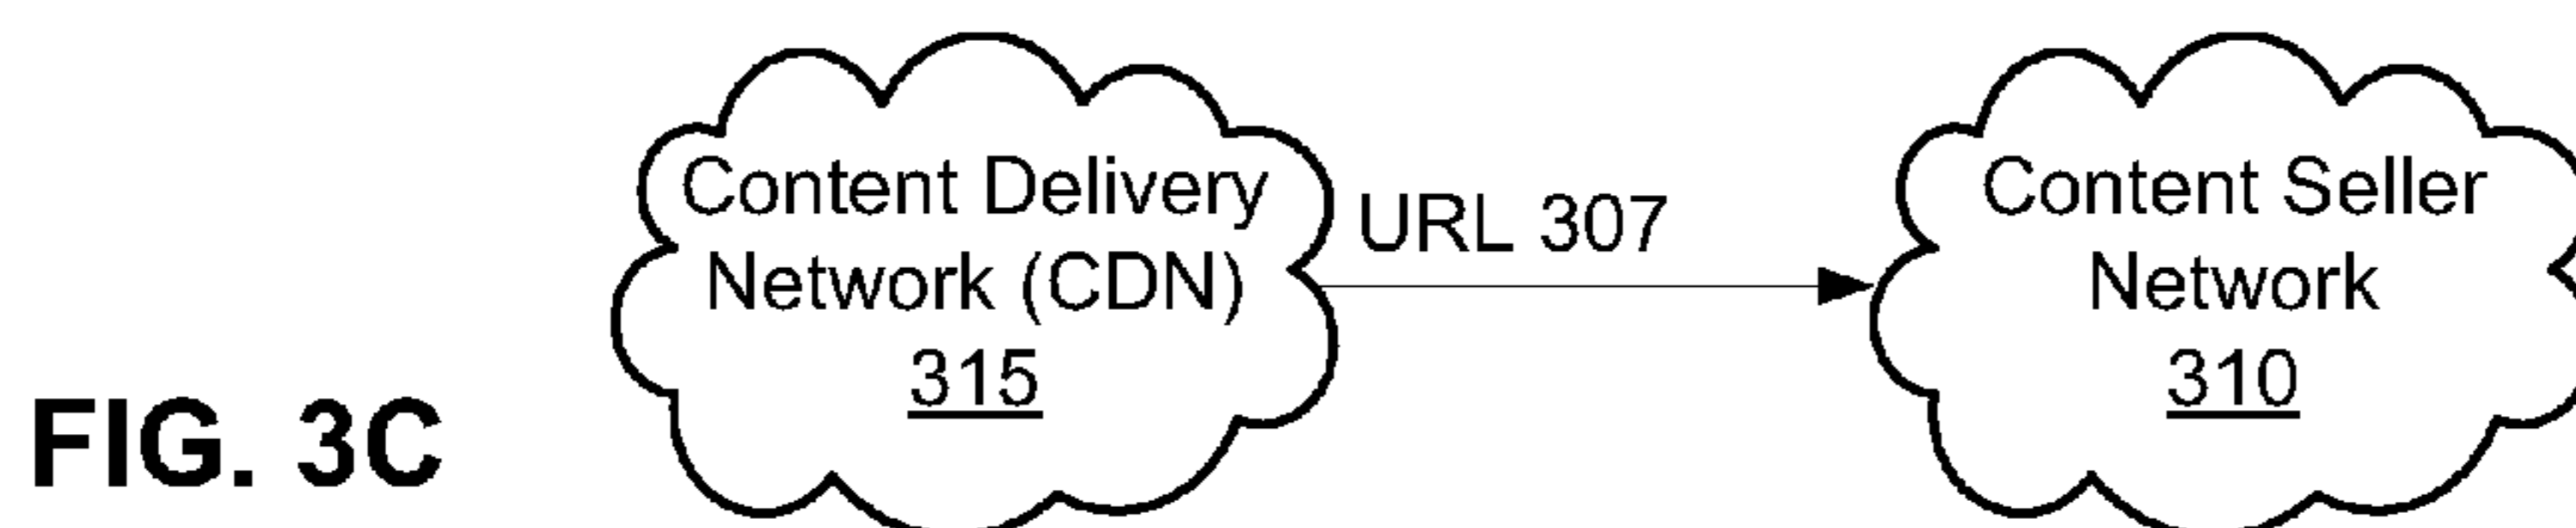 Content Delivery
Network (CDN)
315
URL 307
Content Seller
Network
310
FIG. 3C